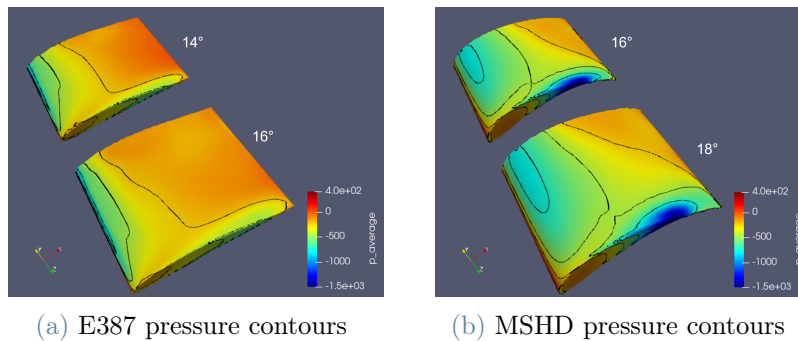 14°
16°
4.0e+02
0
-500
-1000
-1.5e+03
p_average
Y
X
Z
16°
18°
4.0e+02
0
-500
-1000
-1.5e+03
p_average
Y
X
Z
(a) E387 pressure contours
(b) MSHD pressure contours